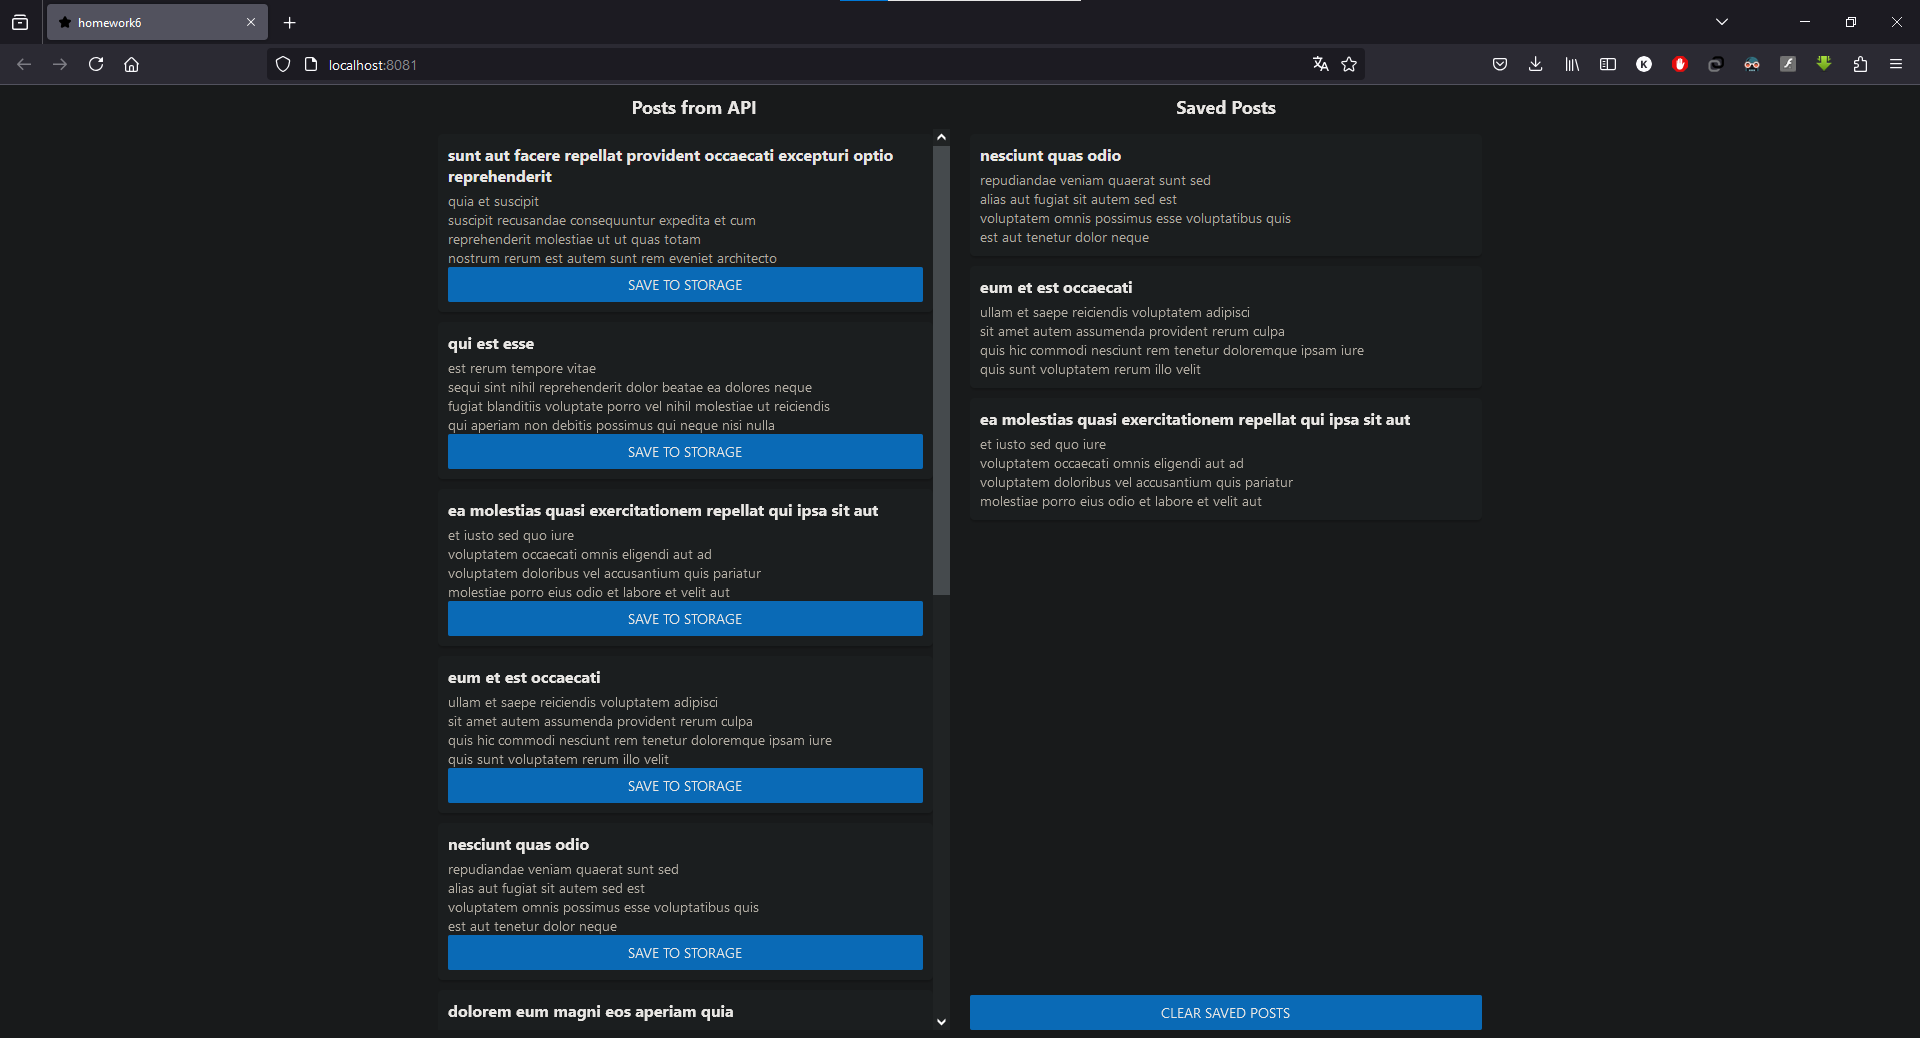 homework6
localhost:8081
K
f
Posts from API
sunt aut facere repellat provident occaecati excepturi optio
reprehenderit
quia et suscipit
suscipit recusandae consequuntur expedita et cum
reprehenderit molestiae ut ut quas totam
nostrum rerum est autem sunt rem eveniet architecto
SAVE TO STORAGE
qui est esse
est rerum tempore vitae
sequi sint nihil reprehenderit dolor beatae ea dolores neque
fugiat blanditiis voluptate porro vel nihil molestiae ut reiciendis
qui aperiam non debitis possimus qui neque nisi nulla
SAVE TO STORAGE
ea molestias quasi exercitationem repellat qui ipsa sit aut
et iusto sed quo iure
voluptatem occaecati omnis eligendi aut ad
voluptatem doloribus vel accusantium quis pariatur
molestiae porro eius odio et labore et velit aut
SAVE TO STORAGE
eum et est occaecati
ullam et saepe reiciendis voluptatem adipisci
sit amet autem assumenda provident rerum culpa
quis hic commodi nesciunt rem tenetur doloremque ipsam iure
quis sunt voluptatem rerum illo velit
SAVE TO STORAGE
nesciunt quas odio
repudiandae veniam quaerat sunt sed
alias aut fugiat sit autem sed est
voluptatem omnis possimus esse voluptatibus quis
est aut tenetur dolor neque
SAVE TO STORAGE
dolorem eum magni eos aperiam quia
Saved Posts
nesciunt quas odio
repudiandae veniam quaerat sunt sed
alias aut fugiat sit autem sed est
voluptatem omnis possimus esse voluptatibus quis
est aut tenetur dolor neque
eum et est occaecati
ullam et saepe reiciendis voluptatem adipisci
sit amet autem assumenda provident rerum culpa
quis hic commodi nesciunt rem tenetur doloremque ipsam iure
quis sunt voluptatem rerum illo velit
ea molestias quasi exercitationem repellat qui ipsa sit aut
et iusto sed quo iure
voluptatem occaecati omnis eligendi aut ad
voluptatem doloribus vel accusantium quis pariatur
molestiae porro eius odio et labore et velit aut
CLEAR SAVED POSTS